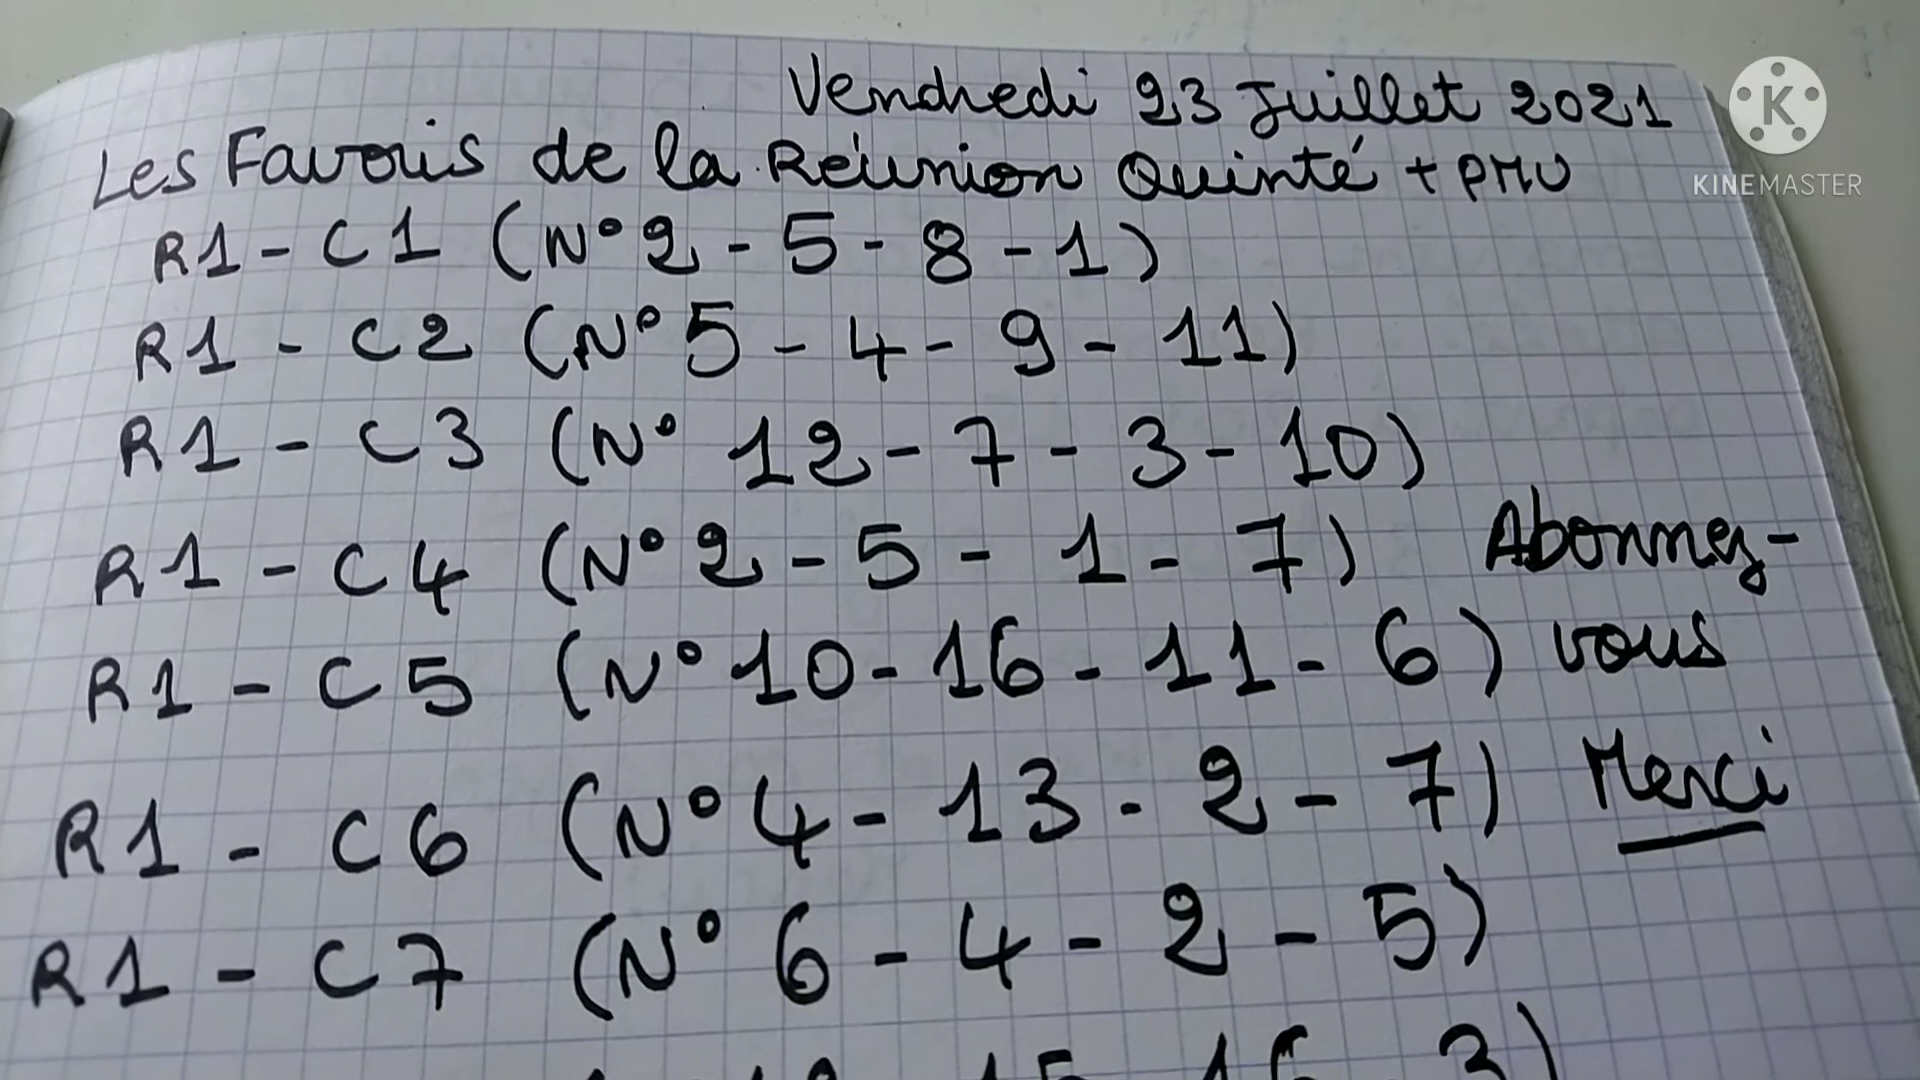 Vendredi 23 Juillet 2021
Les Favoris de la Réunion Quinté + PMU
R1 - C1 (N° 2 - 5 - 8 - 1)
R1 - C2 (N° 5 - 4 - 9 - 11)
R1 - C3 (N° 12 - 7 - 3 - 10)
R1 - C4 (N° 2 - 5 - 1 - 7) Abonnez-
R1 - C5 (N° 10 - 16 - 11 - 6) vous
R1 - C6 (N° 4 - 13 - 2 - 7) Merci
R1 - C7 (N° 6 - 4 - 2 - 5)
K
KINEMASTER